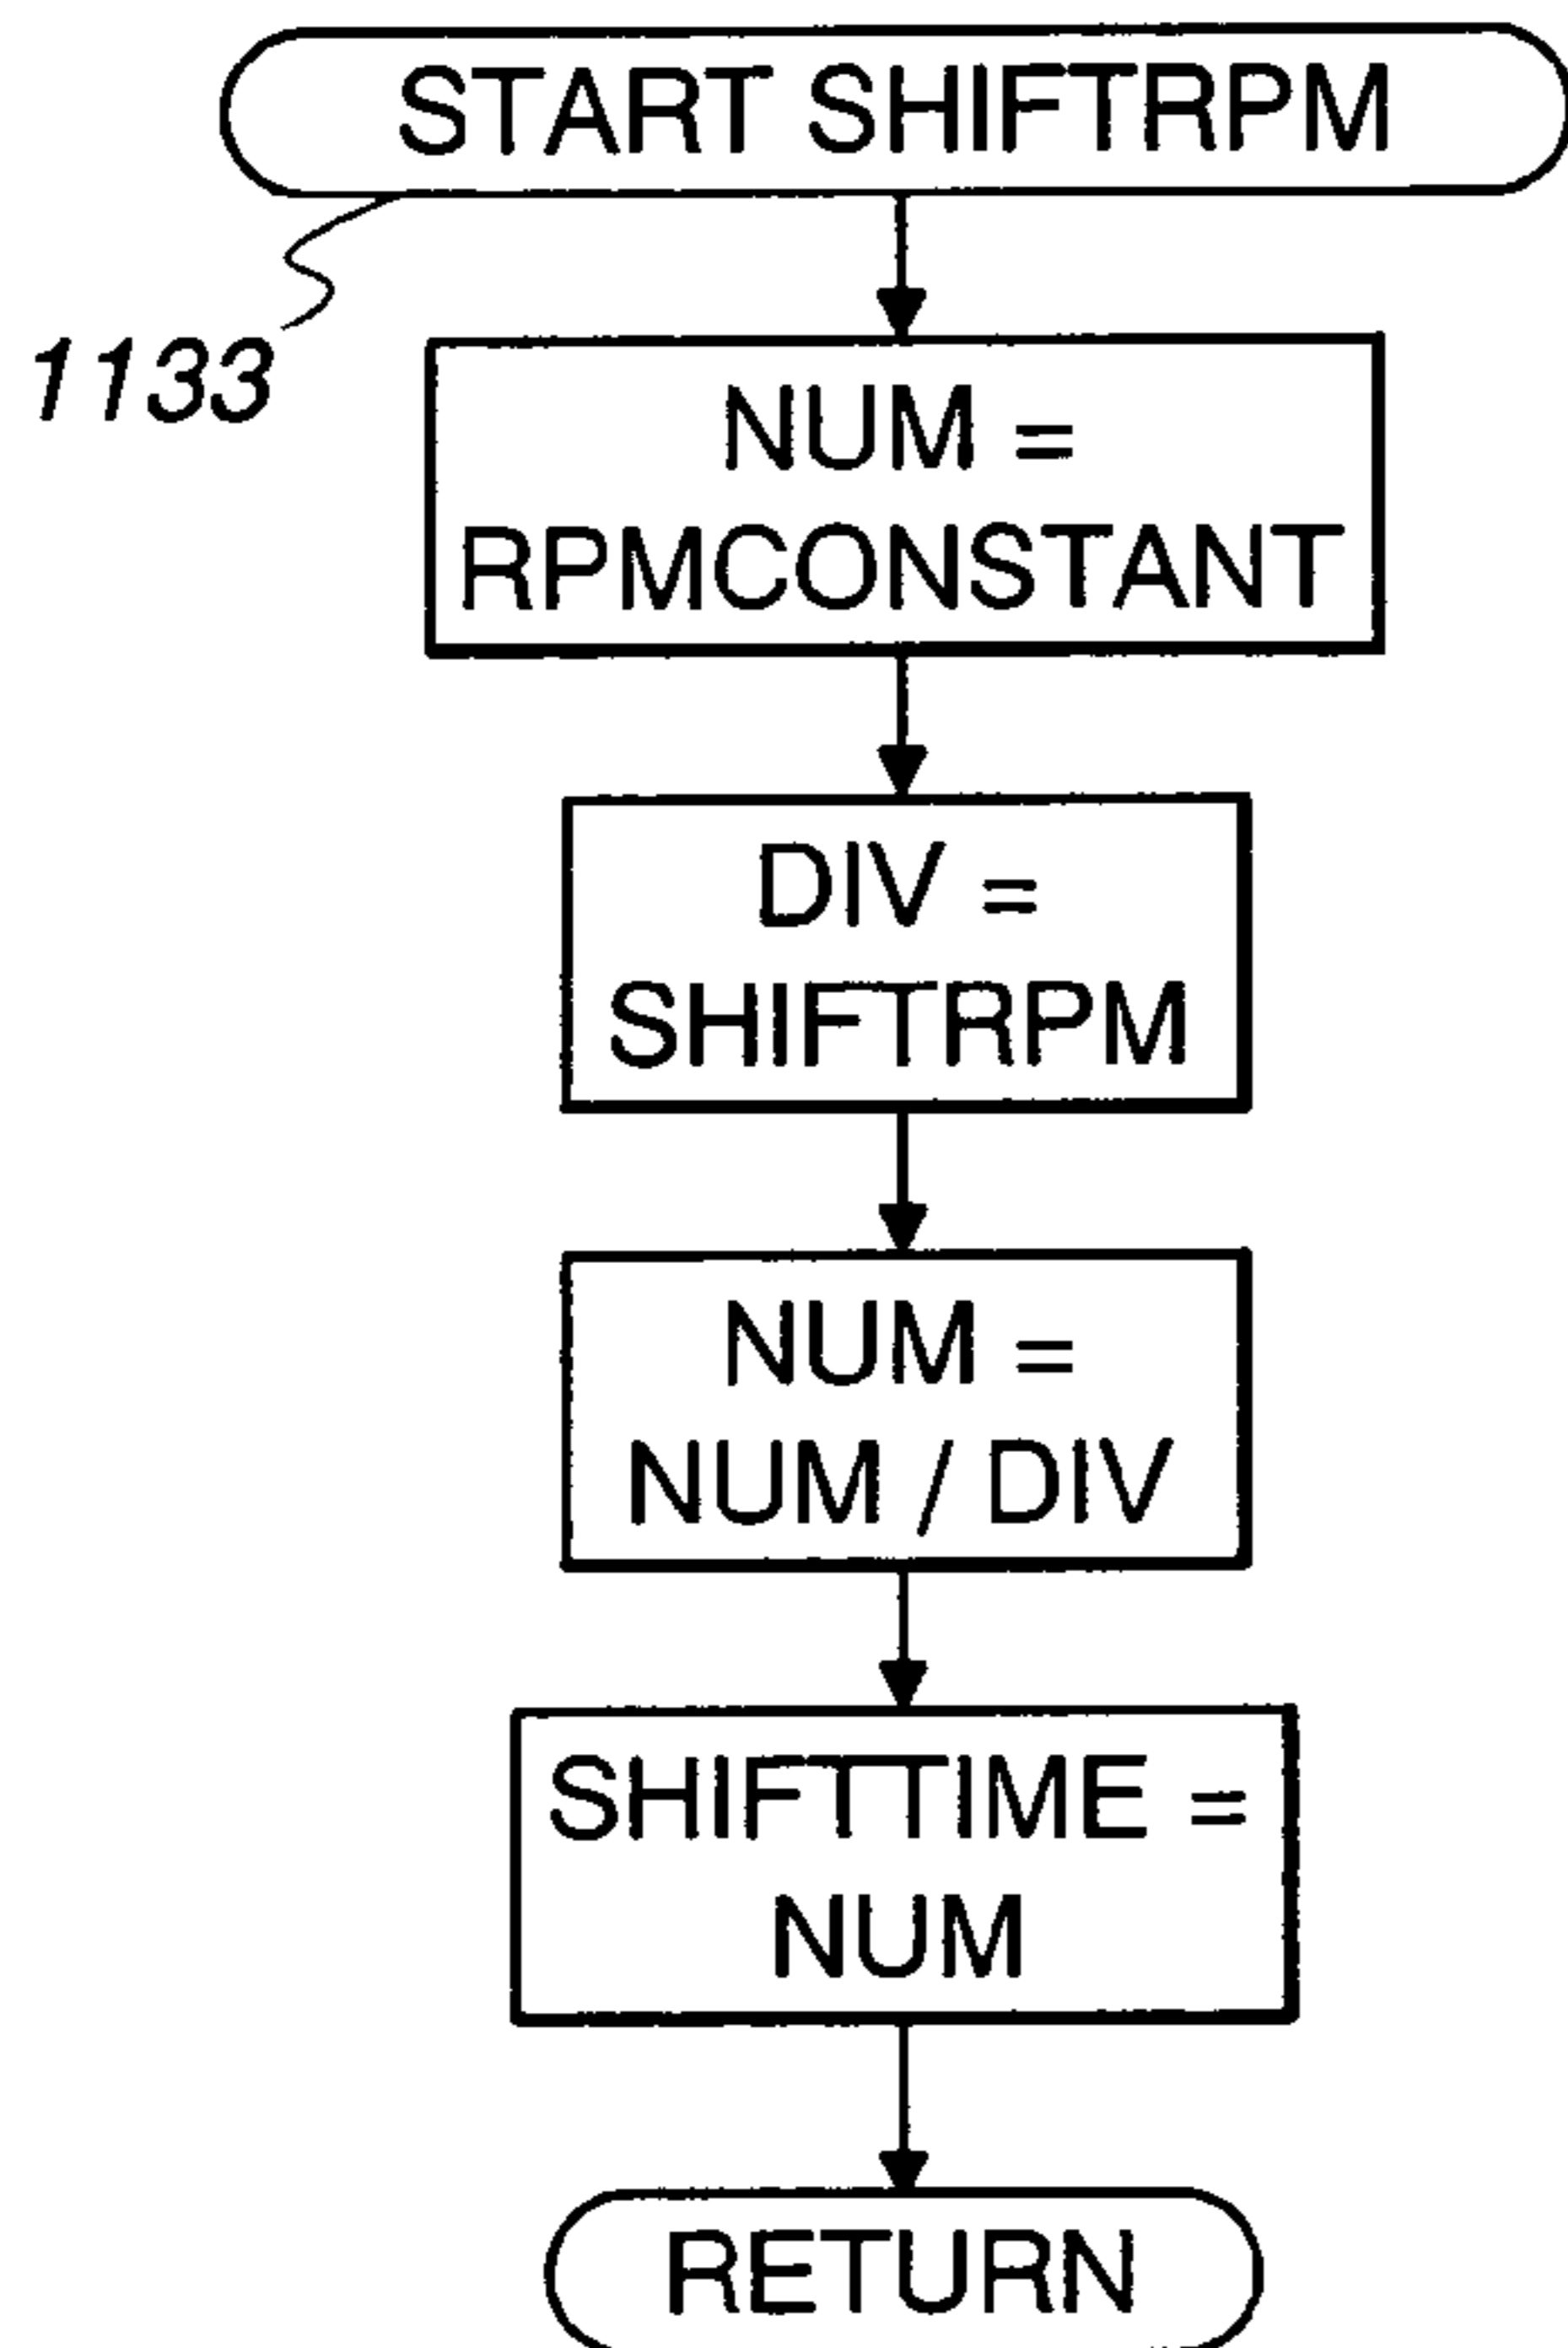 START SHIFTRPM
1133
NUM =
RPMCONSTANT
DIV =
SHIFTRPM
NUM =
NUM / DIV
SHIFTTIME =
NUM
RETURN